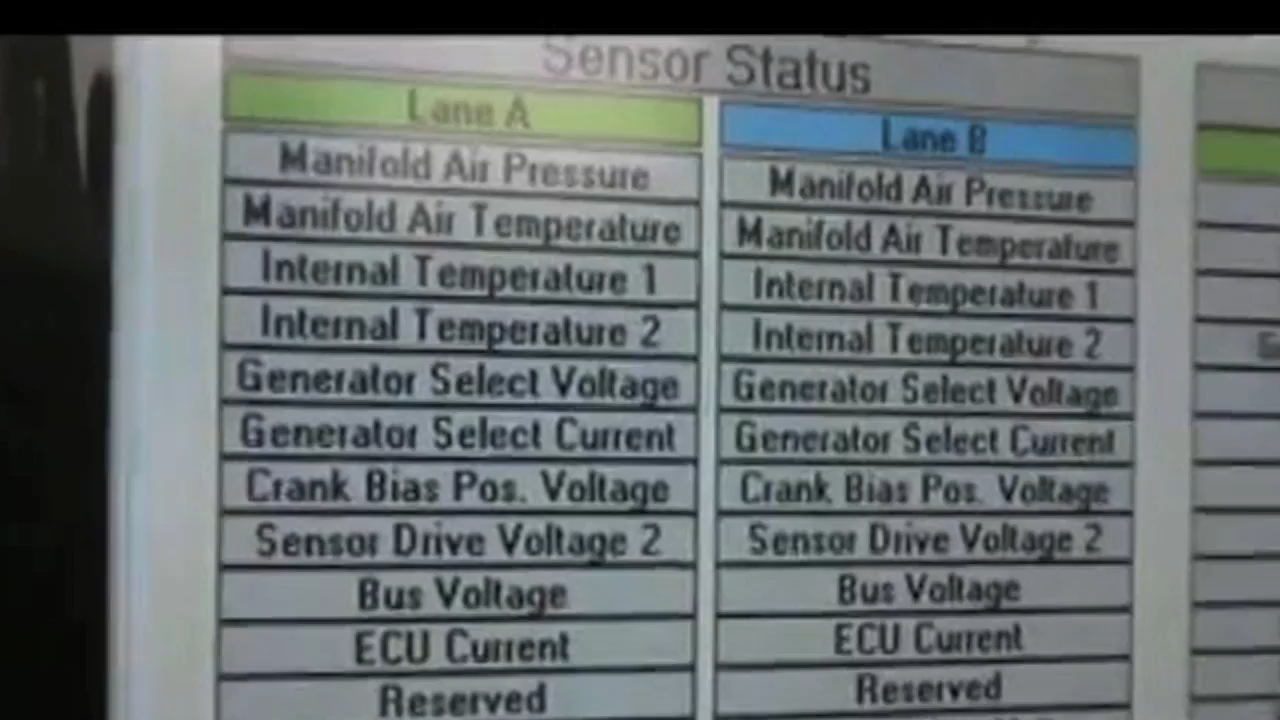 Sensor Status
Lane A
Lane B
Manifold Air Pressure
Manifold Air Pressure
Manifold Air Temperature
Manifold Air Temperature
Internal Temperature 1
Internal Temperature 1
Internal Temperature 2
Internal Temperature 2
Generator Select Voltage
Generator Select Voltage
Generator Select Current
Generator Select Current
Crank Bias Pos. Voltage
Crank Bias Pos. Voltage
Sensor Drive Voltage 2
Sensor Drive Voltage 2
Bus Voltage
Bus Voltage
ECU Current
ECU Current
Reserved
Reserved